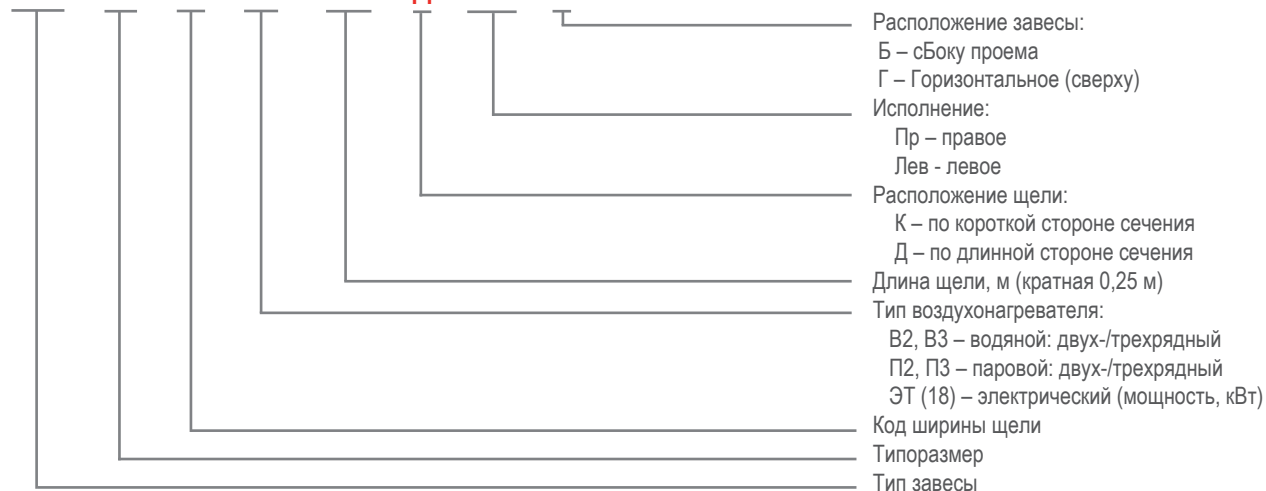 Расположение завесы:
Б – сБоку проема
Г – Горизонтальное (сверху)
Исполнение:
Пр – правое
Лев - левое
Расположение щели:
К – по короткой стороне сечения
Д – по длинной стороне сечения
Длина щели, м (кратная 0,25 м)
Тип воздухонагревателя:
В2, В3 – водяной: двух-/трехрядный
П2, П3 – паровой: двух-/трехрядный
ЭТ (18) – электрический (мощность, кВт)
Код ширины щели
Типоразмер
Тип завесы